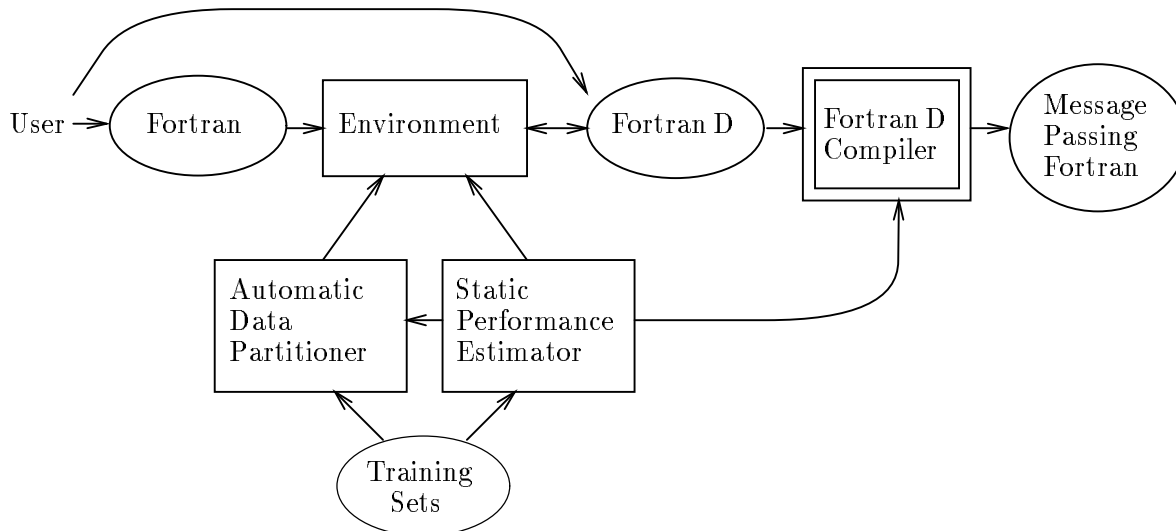 User
Fortran
Environment
Fortran D
Fortran D
Compiler
Message
Passing
Fortran
Automatic
Data
Partitioner
Static
Performance
Estimator
Training
Sets